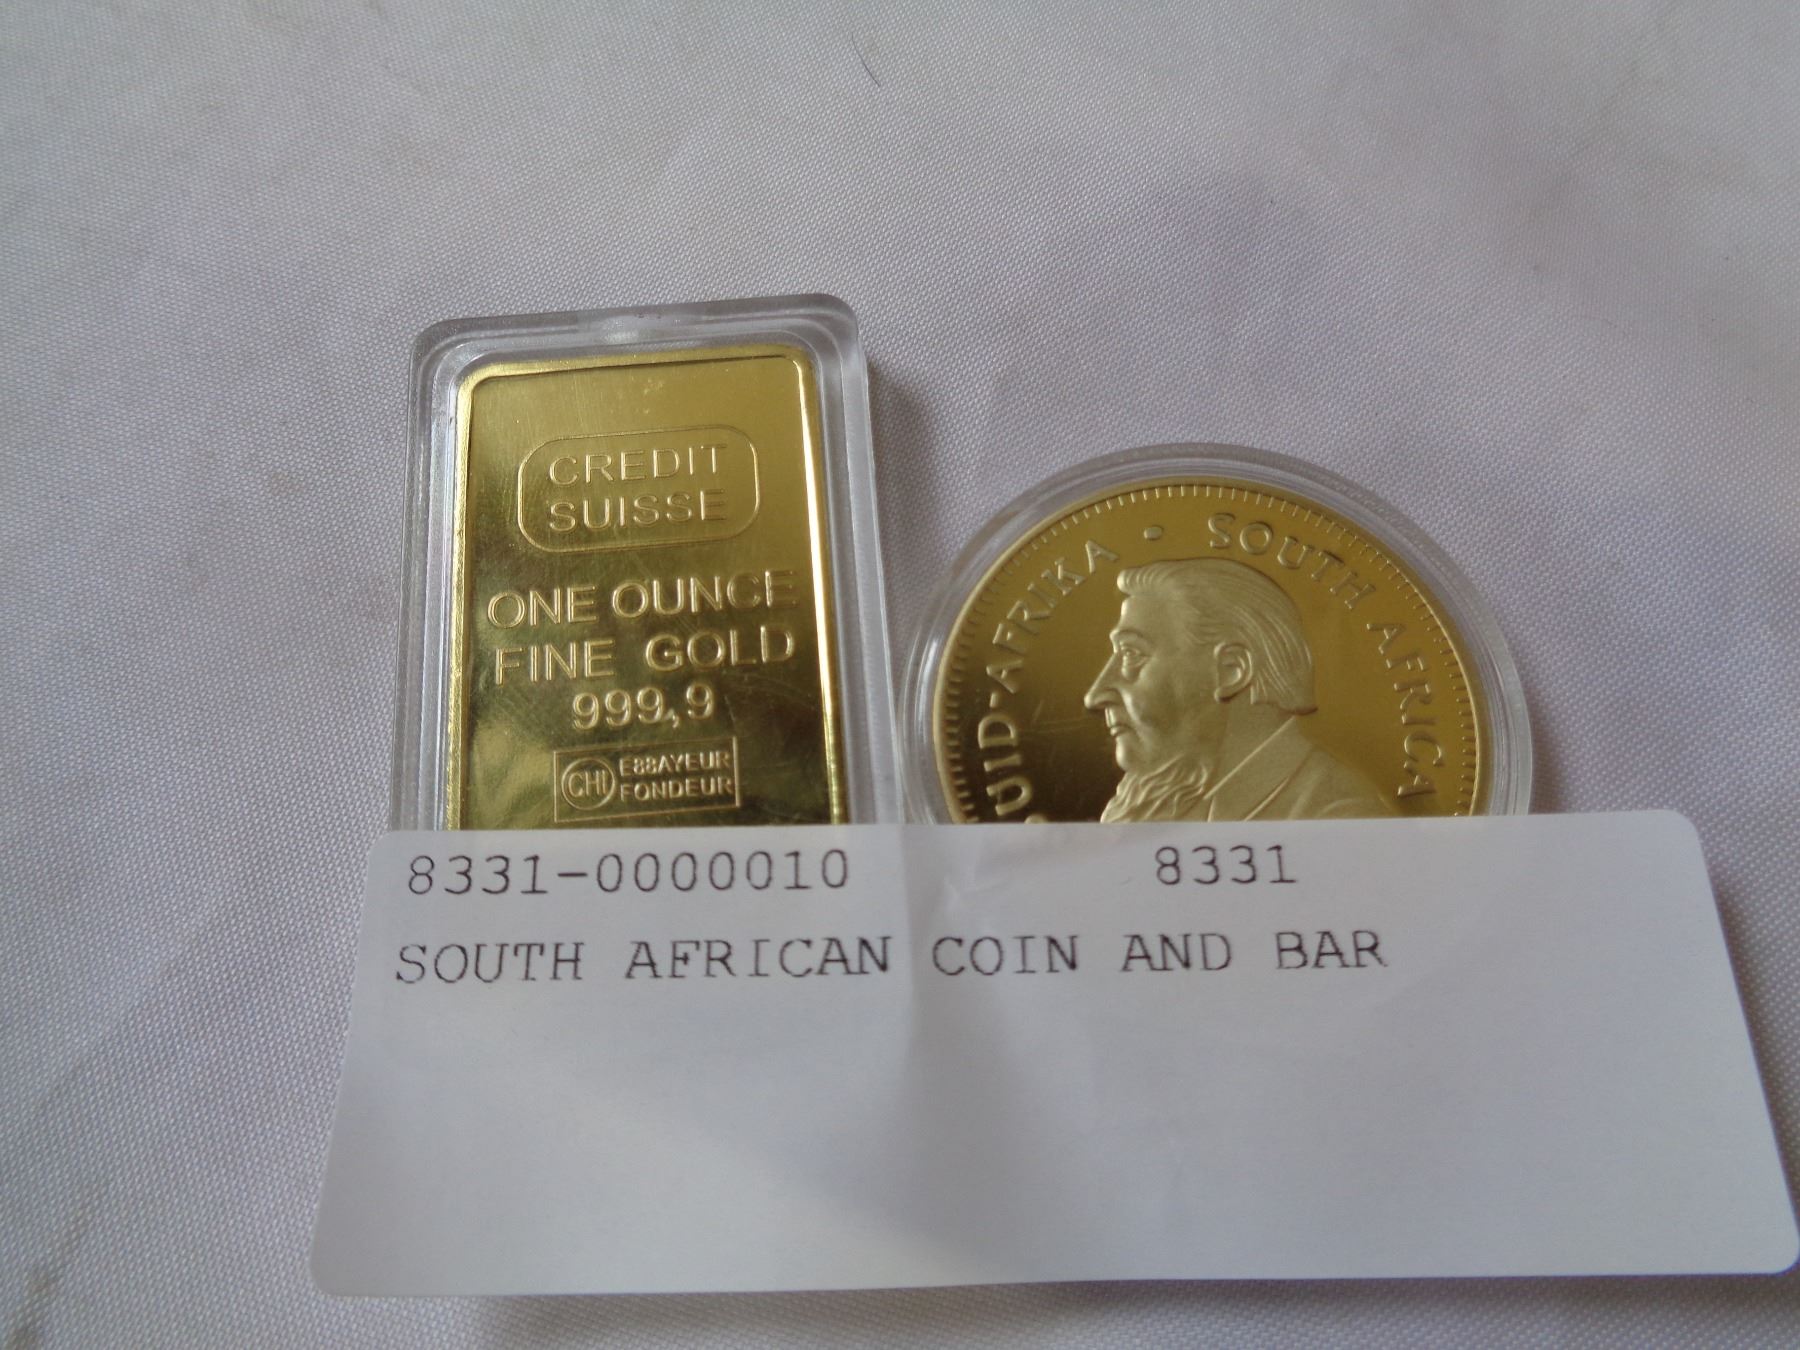 CREDIT
SUISSE
ONE OUNCE
FINE GOLD
999,9
CHI ESSAYEUR
FONDEUR
UID-AFRIKA · SOUTH AFRICA
8331-0000010 8331
SOUTH AFRICAN COIN AND BAR